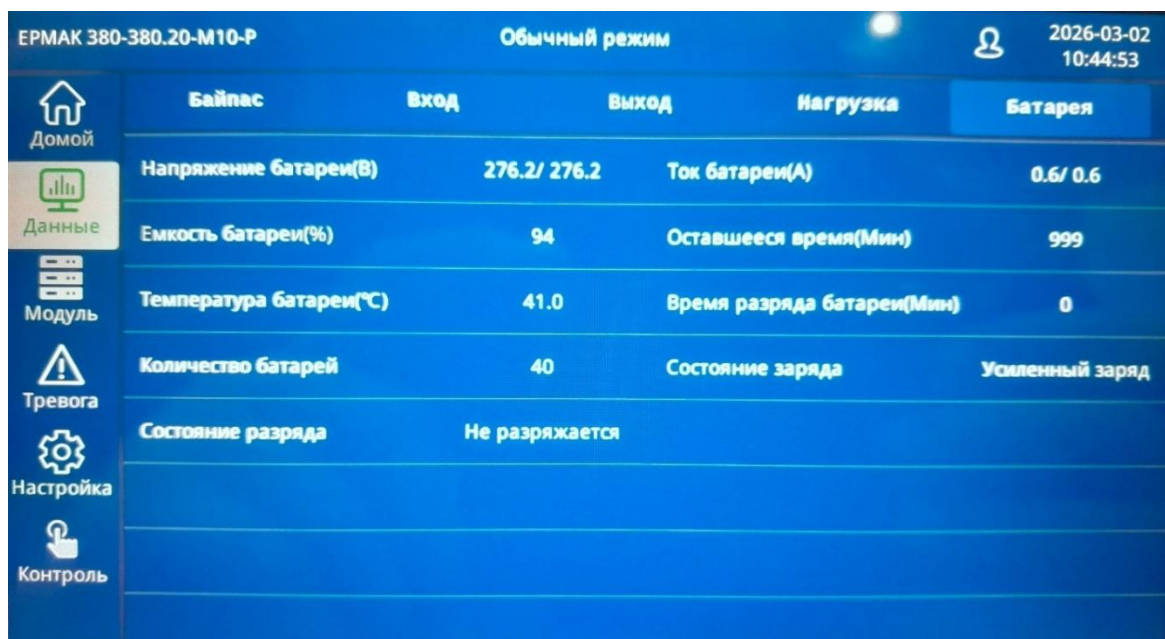 ЕРМАК 380-380.20-M10-P Обычный режим 2026-03-02
10:44:53
Домой
Данные
Модуль
Тревога
Настройка
Контроль
Байпас Вход Выход Нагрузка Батарея
Напряжение батареи(В) 276.2/ 276.2 Ток батареи(А) 0.6/ 0.6
Емкость батареи(%) 94 Оставшееся время(Мин) 999
Температура батареи(℃) 41.0 Время разряда батареи(Мин) 0
Количество батарей 40 Состояние заряда Усиленный заряд
Состояние разряда Не разряжается